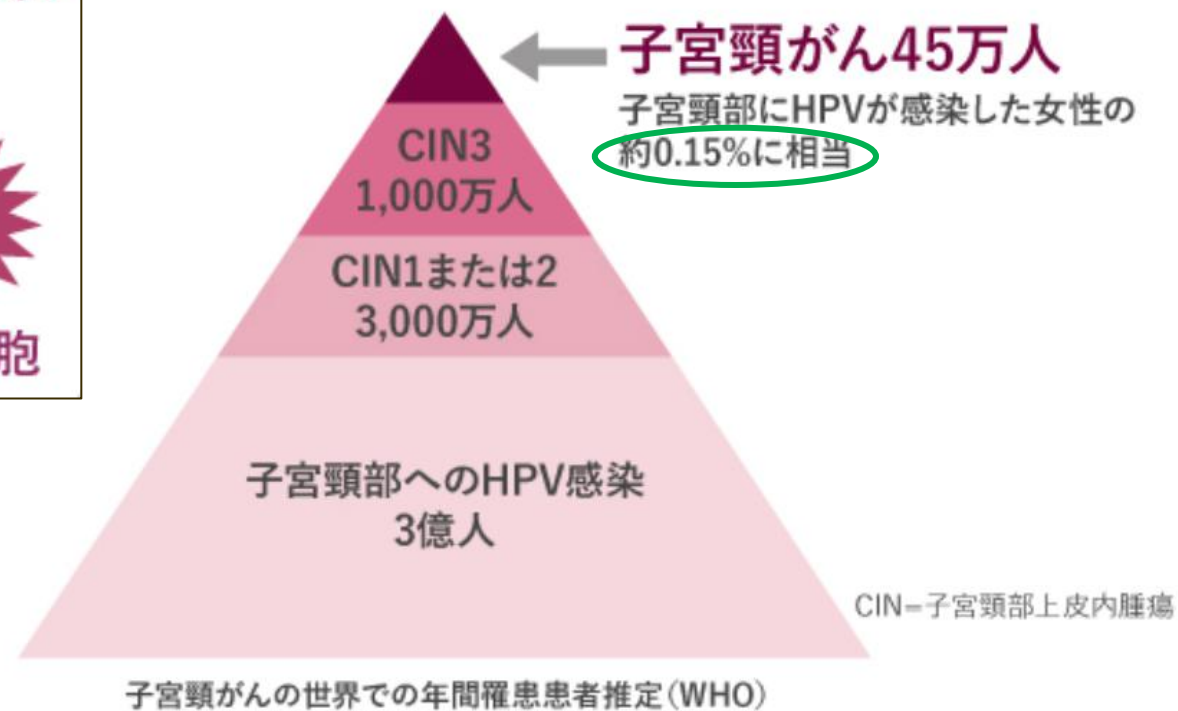 子宮頸がん45万人
子宮頸部にHPVが感染した女性の
約0.15%に相当
CIN3
1,000万人
CIN1または2
3,000万人
胞
子宮頸部へのHPV感染
3億人
CIN=子宮頸部上皮内腫瘍
子宮頸がんの世界での年間罹患患者推定(WHO)